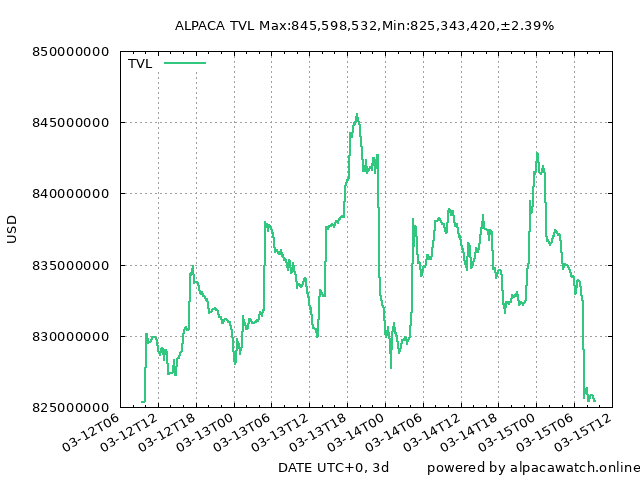 ALPACA TVL Max:845,598,532,Min:825,343,420,±2.39%
850000000
TVL
845000000
840000000
USD
835000000
830000000
825000000
03-12T06
03-12T12
03-12T18
03-13T00
03-13T06
03-13T12
03-13T18
03-14T00
03-14T06
03-14T12
03-14T18
03-15T00
03-15T06
03-15T12
DATE UTC+0, 3d
powered by alpacawatch.online